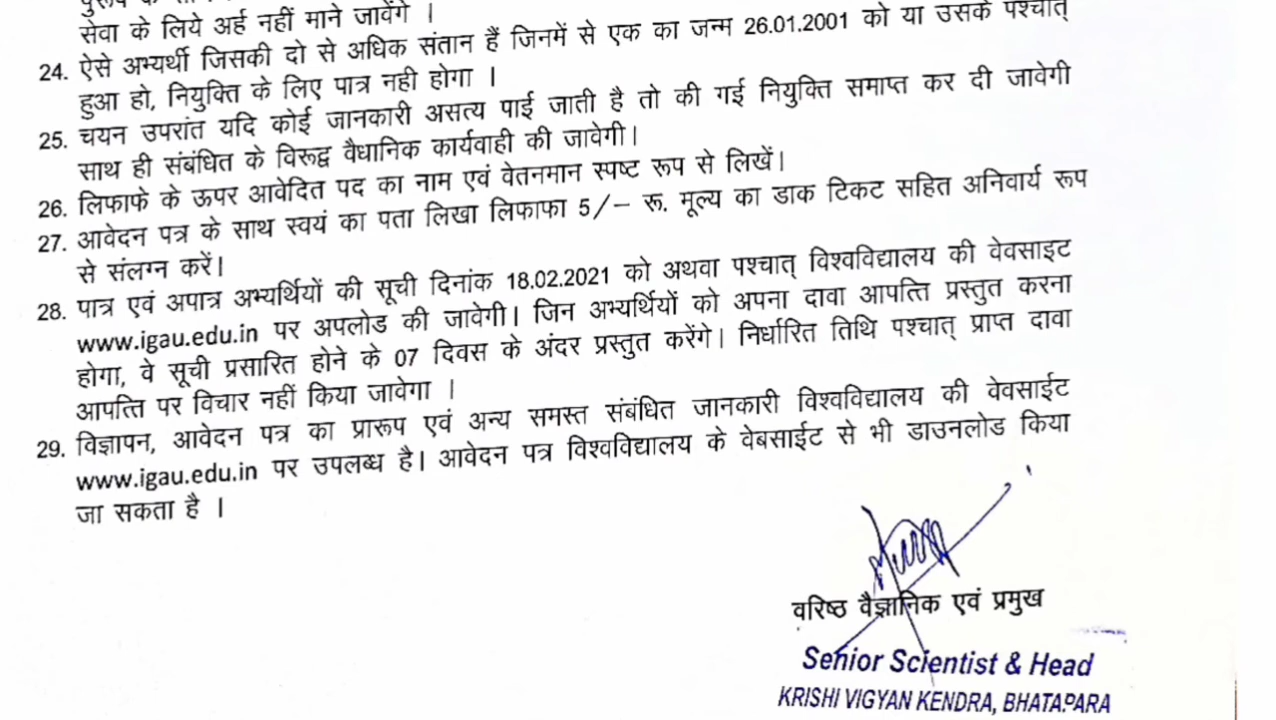 सेवा के लिये अर्ह नहीं माने जावेंगे ।
24. ऐसे अभ्यर्थी जिसकी दो से अधिक संतान हैं जिनमें से एक का जन्म 26.01.2001 को या उसके पश्चात्
हुआ हो, नियुक्ति के लिए पात्र नही होगा ।
25. चयन उपरांत यदि कोई जानकारी असत्य पाई जाती है तो की गई नियुक्ति समाप्त कर दी जावेगी
साथ ही संबंधित के विरूद्व वैधानिक कार्यवाही की जावेगी।
26. लिफाफे के ऊपर आवेदित पद का नाम एवं वेतनमान स्पष्ट रूप से लिखें।
27. आवेदन पत्र के साथ स्वयं का पता लिखा लिफाफा 5/– रू. मूल्य का डाक टिकट सहित अनिवार्य रूप
से संलग्न करें।
28. पात्र एवं अपात्र अभ्यर्थियों की सूची दिनांक 18.02.2021 को अथवा पश्चात् विश्वविद्यालय की वेवसाइट
www.igau.edu.in पर अपलोड की जावेगी। जिन अभ्यर्थियों को अपना दावा आपत्ति प्रस्तुत करना
होगा, वे सूची प्रसारित होने के 07 दिवस के अंदर प्रस्तुत करेंगे। निर्धारित तिथि पश्चात् प्राप्त दावा
आपत्ति पर विचार नहीं किया जावेगा ।
29. विज्ञापन, आवेदन पत्र का प्रारूप एवं अन्य समस्त संबंधित जानकारी विश्वविद्यालय की वेवसाईट
www.igau.edu.in पर उपलब्ध है। आवेदन पत्र विश्वविद्यालय के वेबसाईट से भी डाउनलोड किया
जा सकता है ।
वरिष्ठ वैज्ञानिक एवं प्रमुख
Senior Scientist & Head
KRISHI VIGYAN KENDRA, BHATAPARA